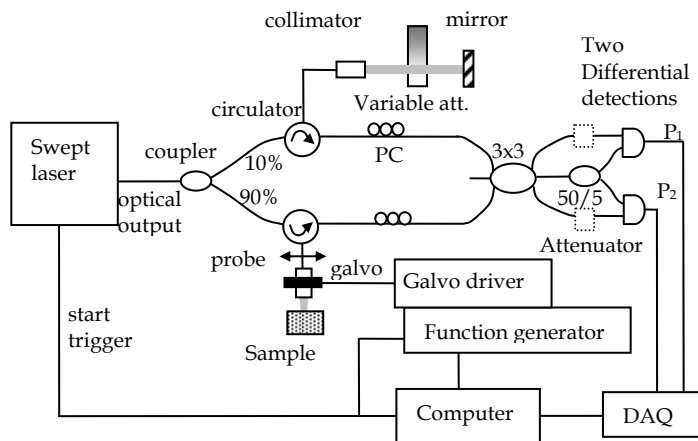 collimator
mirror
Two
Differential
detections
circulator
Variable att.
P1
Swept
laser
coupler
10%
PC
3x3
optical
output
90%
50/5
P2
Attenuator
probe
galvo
Galvo driver
start
trigger
Function generator
Sample
Computer
DAQ